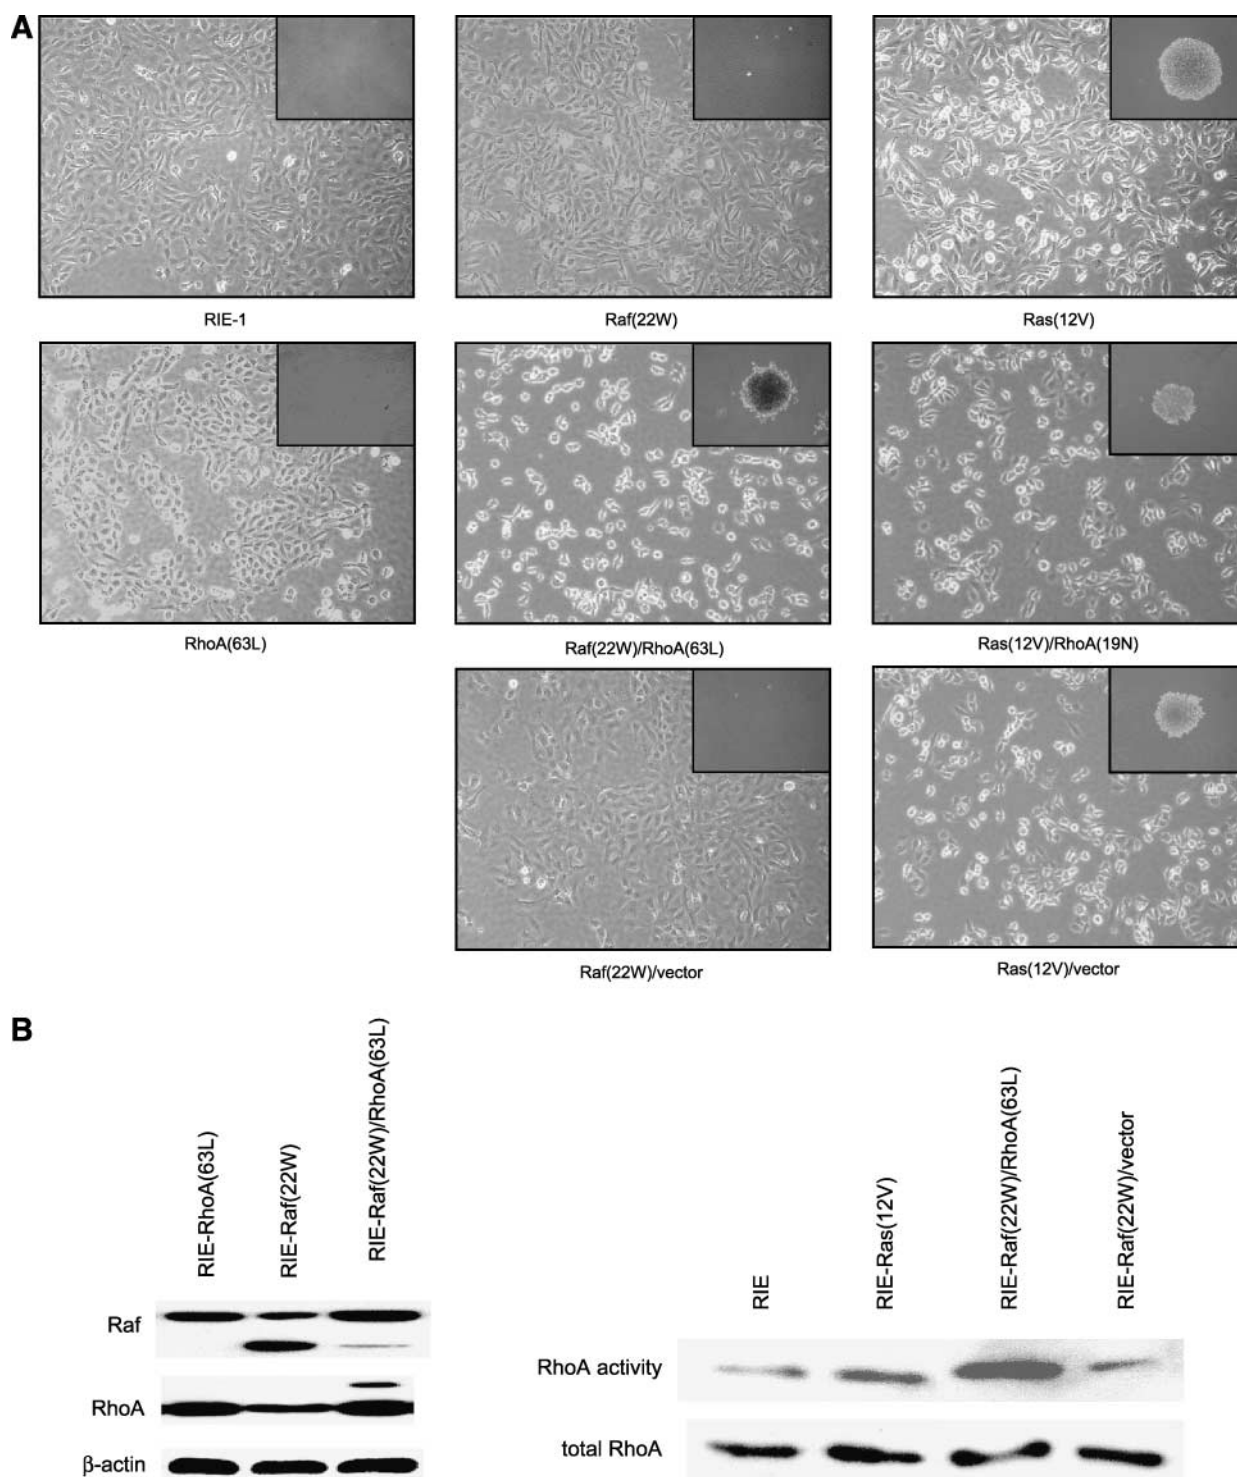 A
RIE-1
Raf(22W)
Ras(12V)
RhoA(63L)
Raf(22W)/RhoA(63L)
Ras(12V)/RhoA(19N)
Raf(22W)/vector
Ras(12V)/vector
B
RIE-RhoA(63L)
RIE-Raf(22W)
RIE-Raf(22W)/RhoA(63L)
RIE
RIE-Ras(12V)
RIE-Raf(22W)/RhoA(63L)
RIE-Raf(22W)/vector
Raf
RhoA
β-actin
RhoA activity
total RhoA